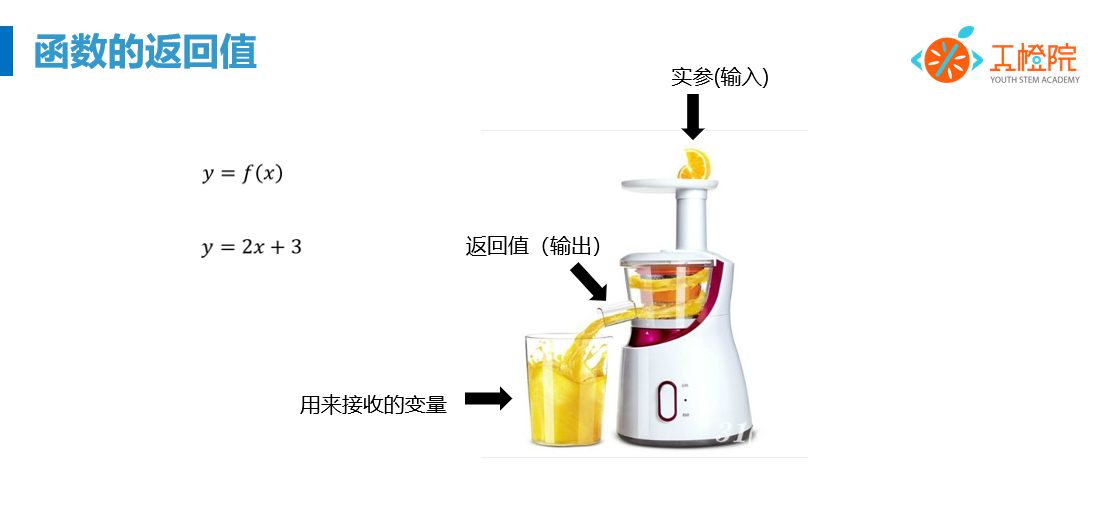 函数的返回值
工橙院
YOUTH STEM ACADEMY
实参(输入)
y = f(x)
返回值（输出）
y = 2x + 3
用来接收的变量